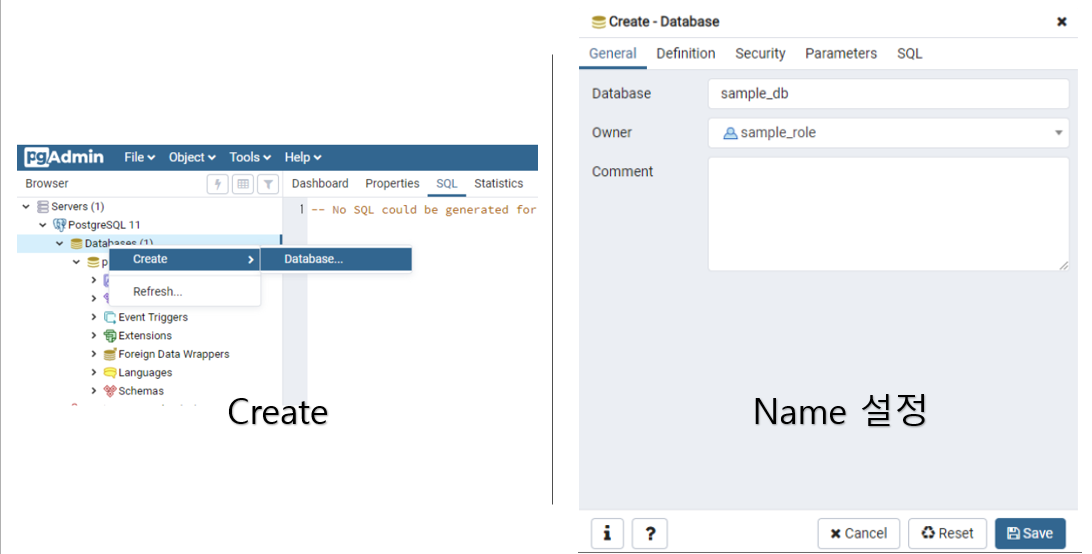 pgAdmin File Object Tools Help
Browser Dashboard Properties SQL Statistics
Servers (1)
1 -- No SQL could be generated for
PostgreSQL 11
Databases (1)
Create Database...
Refresh...
Event Triggers
Extensions
Foreign Data Wrappers
Languages
Schemas
Create
Create - Database
General Definition Security Parameters SQL
Database sample_db
Owner sample_role
Comment
Name 설정
i ? Cancel Reset Save